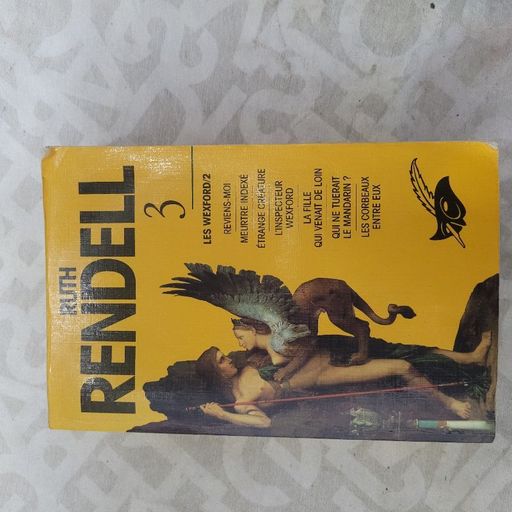 RUTH
RENDELL
3
LES WEXFORD/2
REVIENS-MOI
MEURTRE INDEXÉ
ÉTRANGE CRÉATURE
L'INSPECTEUR
WEXFORD
LA FILLE
QUI VENAIT DE LOIN
QUI NE TUERAIT
LE MANDARIN ?
LES CORBEAUX
ENTRE EUX